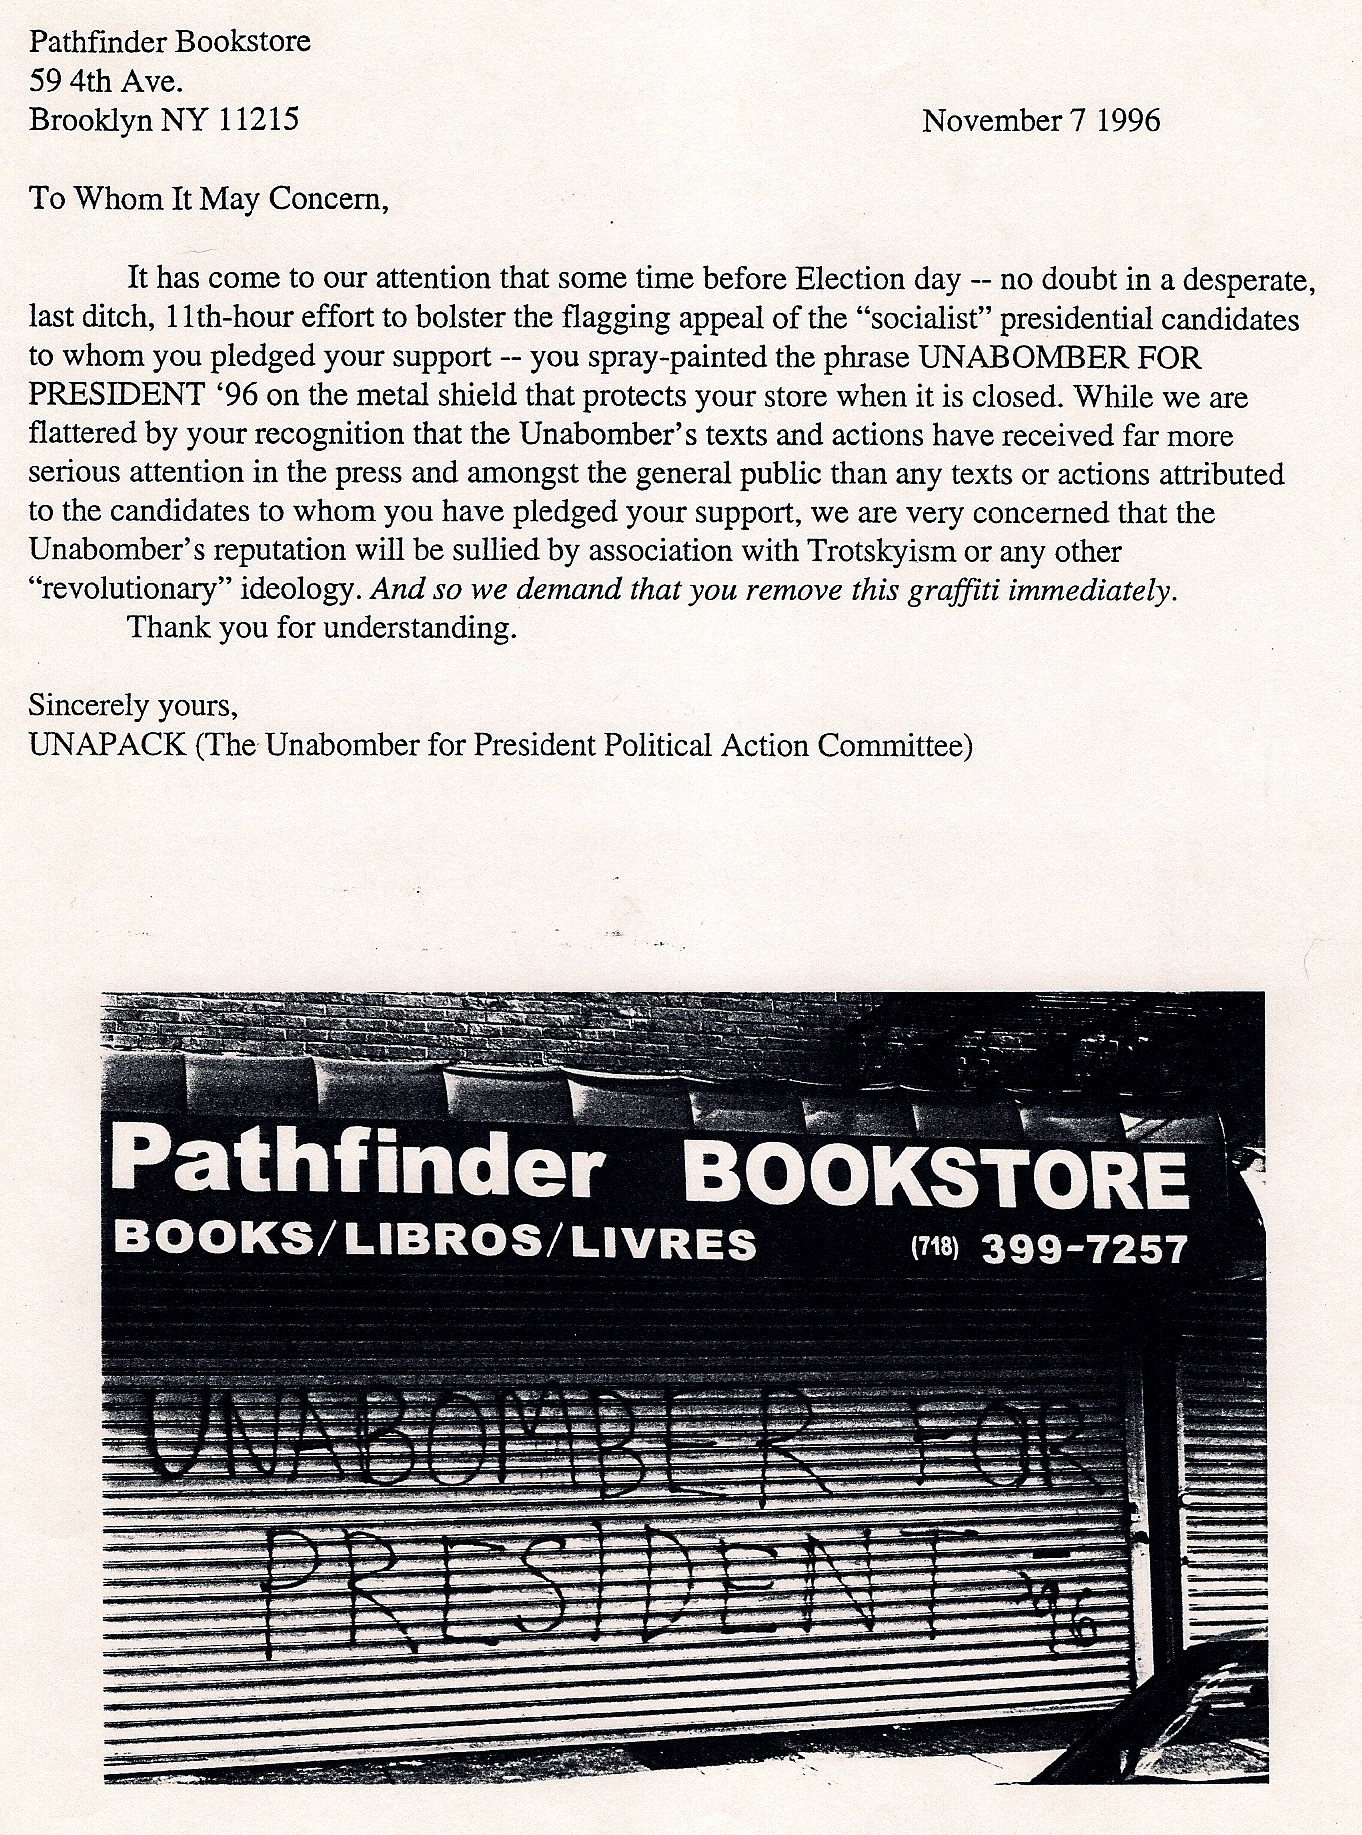 Pathfinder Bookstore
59 4th Ave.
Brooklyn NY 11215
November 7 1996
To Whom It May Concern,
It has come to our attention that some time before Election day -- no doubt in a desperate,
last ditch, 11th-hour effort to bolster the flagging appeal of the “socialist” presidential candidates
to whom you pledged your support -- you spray-painted the phrase UNABOMBER FOR
PRESIDENT ‘96 on the metal shield that protects your store when it is closed. While we are
flattered by your recognition that the Unabomber’s texts and actions have received far more
serious attention in the press and amongst the general public than any texts or actions attributed
to the candidates to whom you have pledged your support, we are very concerned that the
Unabomber’s reputation will be sullied by association with Trotskyism or any other
“revolutionary” ideology. And so we demand that you remove this graffiti immediately.
Thank you for understanding.
Sincerely yours,
UNAPACK (The Unabomber for President Political Action Committee)
Pathfinder BOOKSTORE
BOOKS/LIBROS/LIVRES (718) 399-7257
UNABOMBER FOR
PRESIDENT '96